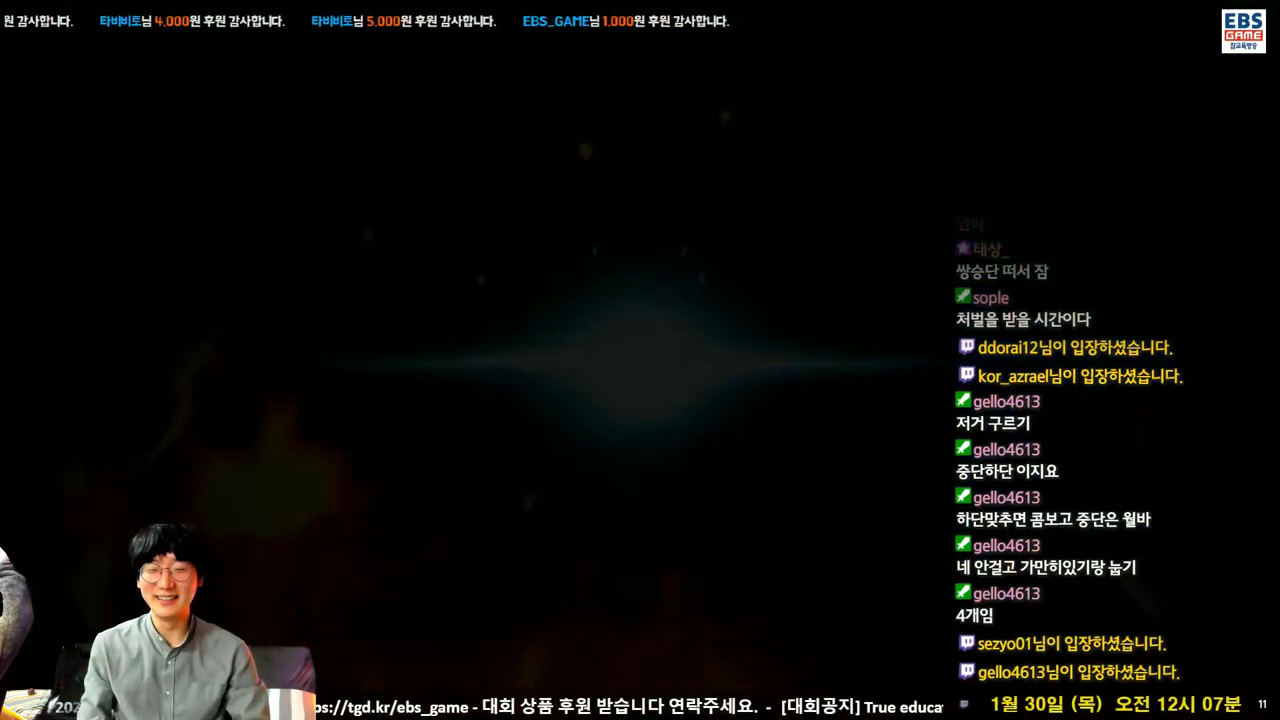 원 감사합니다. 타비비토님 4,000원 후원 감사합니다. 타비비토님 5,000원 후원 감사합니다. EBS_GAME님 1,000원 후원 감사합니다.
EBS
GAME
참교육방송
태상_
쌍승단 떠서 잠
sople
처벌을 받을 시간이다
ddorai12님이 입장하셨습니다.
kor_azrael님이 입장하셨습니다.
gello4613
저거 구르기
gello4613
중단하단 이지요
gello4613
하단맞추면 콤보고 중단은 월바
gello4613
네 안걸고 가만히있기랑 눕기
gello4613
4개임
sezyo01님이 입장하셨습니다.
gello4613님이 입장하셨습니다.
ps://tgd.kr/ebs_game - 대회 상품 후원 받습니다 연락주세요. - [대회공지] True educa
1월 30일 (목) 오전 12시 07분
11